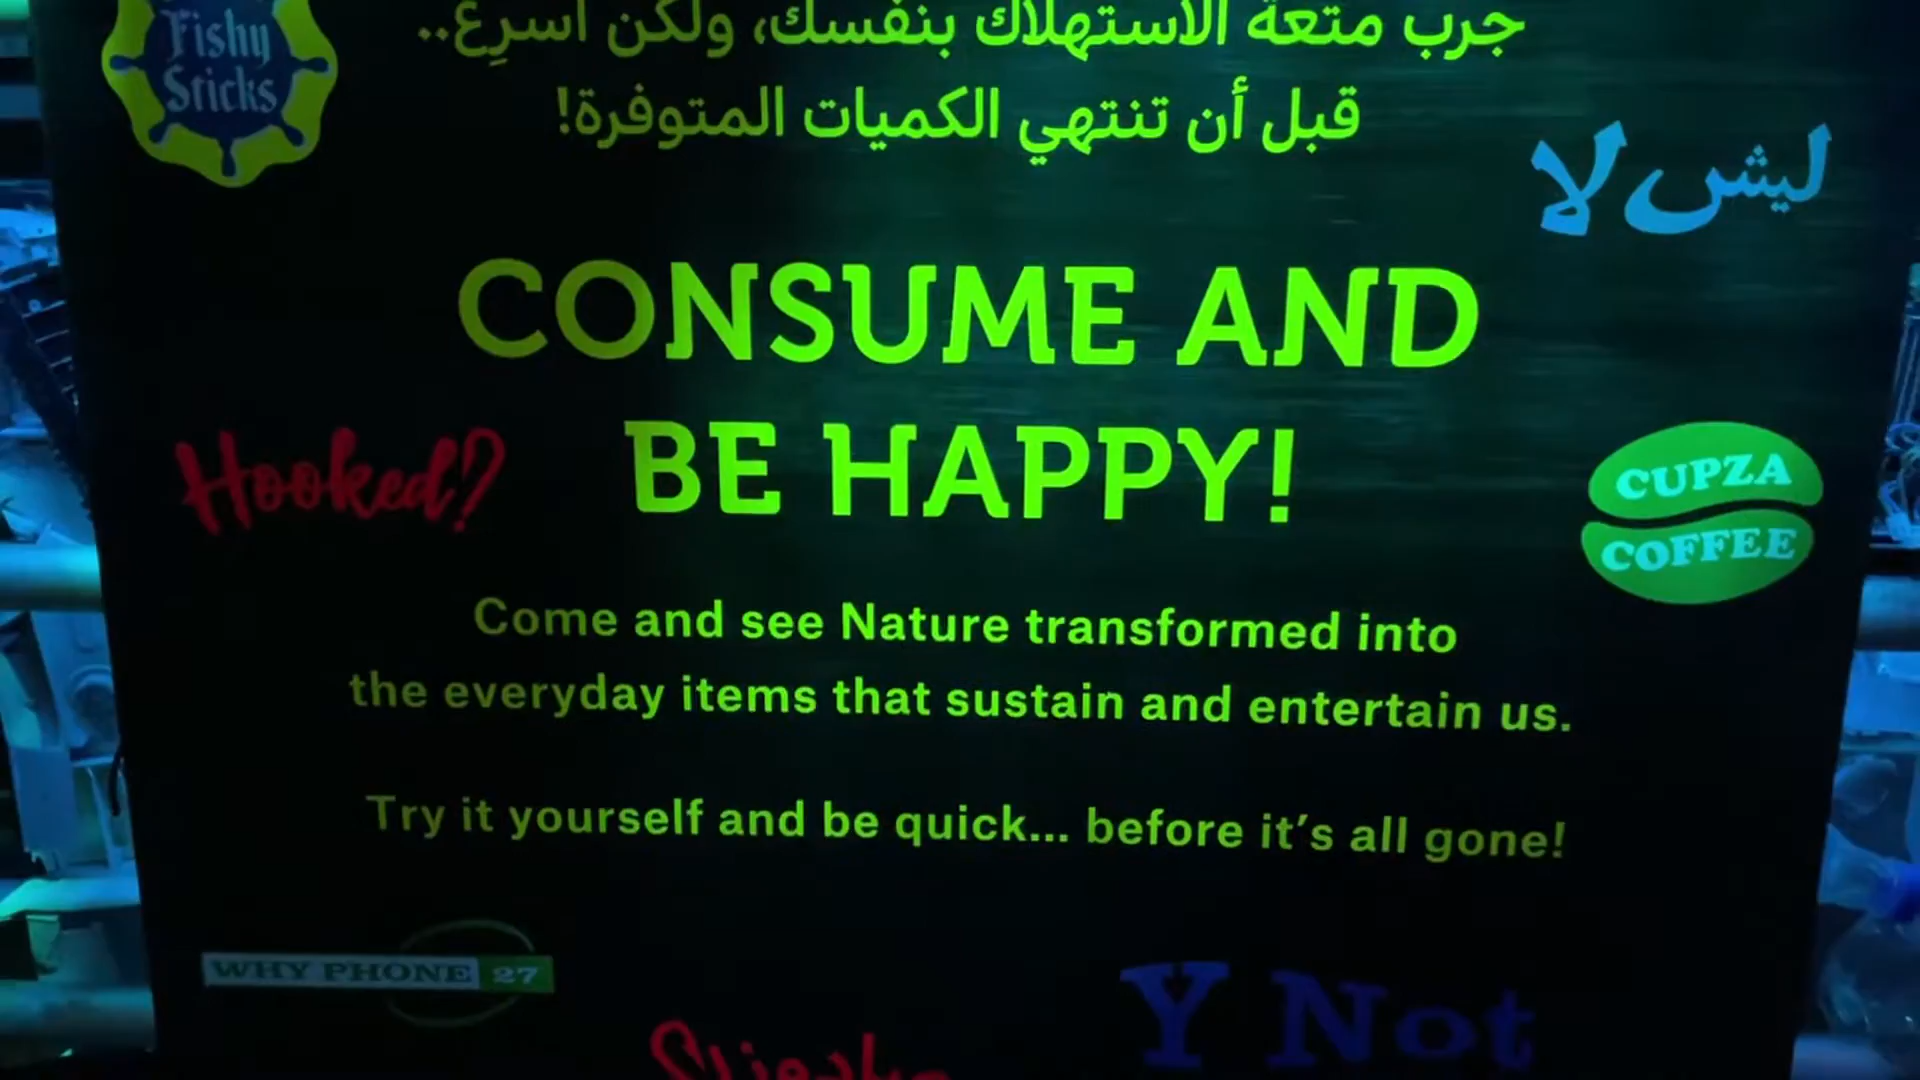 Fishy
Sticks
جرب متعة الاستهلاك بنفسك، ولكن أسرِع..
قبل أن تنتهي الكميات المتوفرة!
ليش لا
CONSUME AND
BE HAPPY!
Hooked?
CUPZA
COFFEE
Come and see Nature transformed into
the everyday items that sustain and entertain us.
Try it yourself and be quick... before it’s all gone!
WHY PHONE 27
Y Not